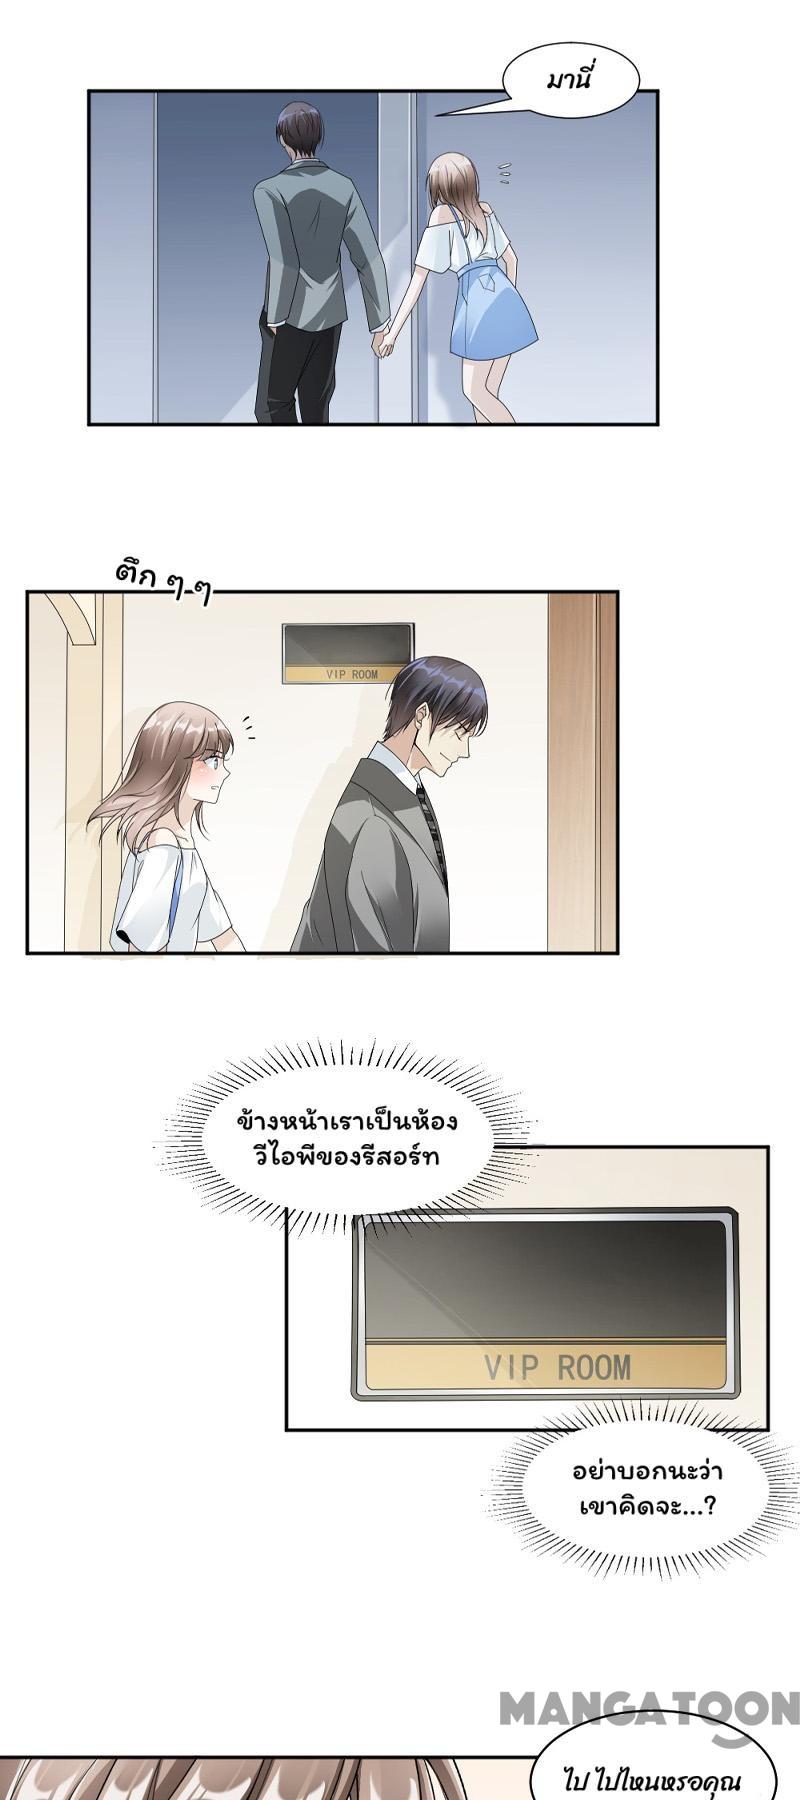 มานี่
ตึก ๆ ๆ
VIP ROOM
ข้างหน้าเราเป็นห้อง
วีไอพีของรีสอร์ท
VIP ROOM
อย่าบอกนะว่า
เขาคิดจะ...?
MANGATOON
ไป ไปไหนหรอคุณ